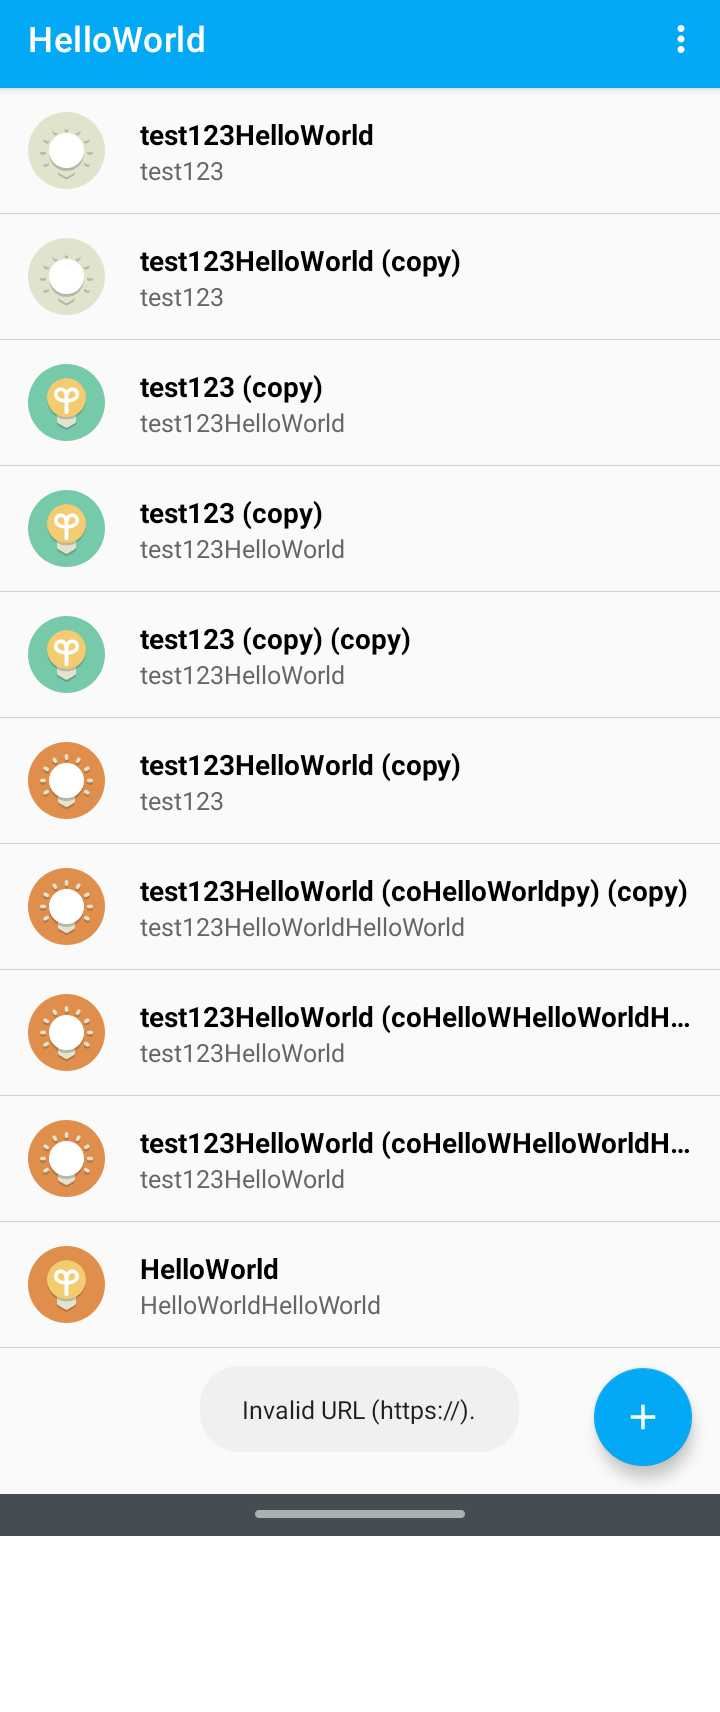 HelloWorld
test123HelloWorld
test123
test123HelloWorld (copy)
test123
test123 (copy)
test123HelloWorld
test123 (copy)
test123HelloWorld
test123 (copy) (copy)
test123HelloWorld
test123HelloWorld (copy)
test123
test123HelloWorld (coHelloWorldpy) (copy)
test123HelloWorldHelloWorld
test123HelloWorld (coHelloWHelloWorldH...
test123HelloWorld
test123HelloWorld (coHelloWHelloWorldH...
test123HelloWorld
HelloWorld
HelloWorldHelloWorld
Invalid URL (https://).